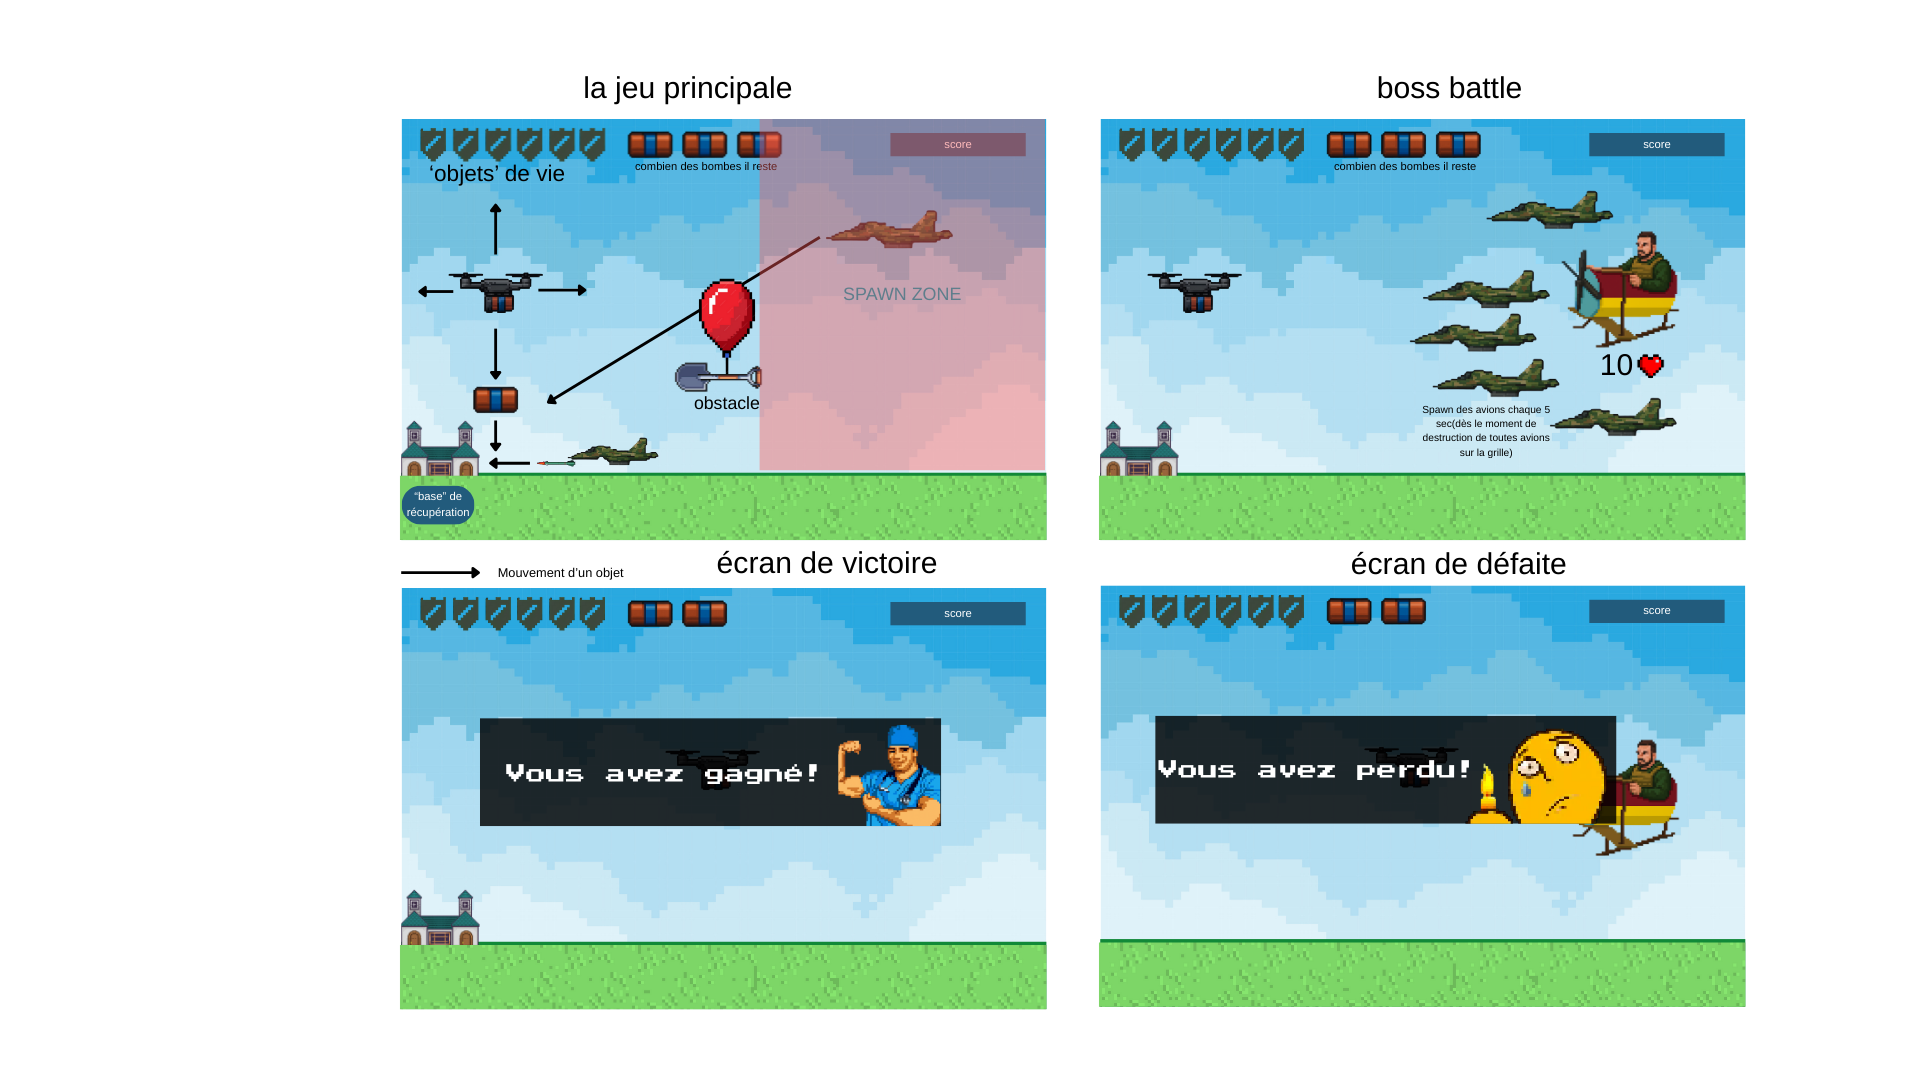 la jeu principale
boss battle
score
‘objets’ de vie
combien des bombes il reste
SPAWN ZONE
obstacle
“base” de
récupération
score
combien des bombes il reste
10
Spawn des avions chaque 5
sec(dès le moment de
destruction de toutes avions
sur la grille)
Mouvement d’un objet
écran de victoire
écran de défaite
score
Vous avez gagné!
score
Vous avez perdu!